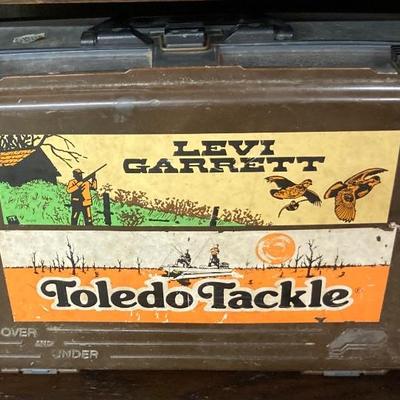 LEVI
GARRETT
Toledo Tackle
OVER
AND
UNDER